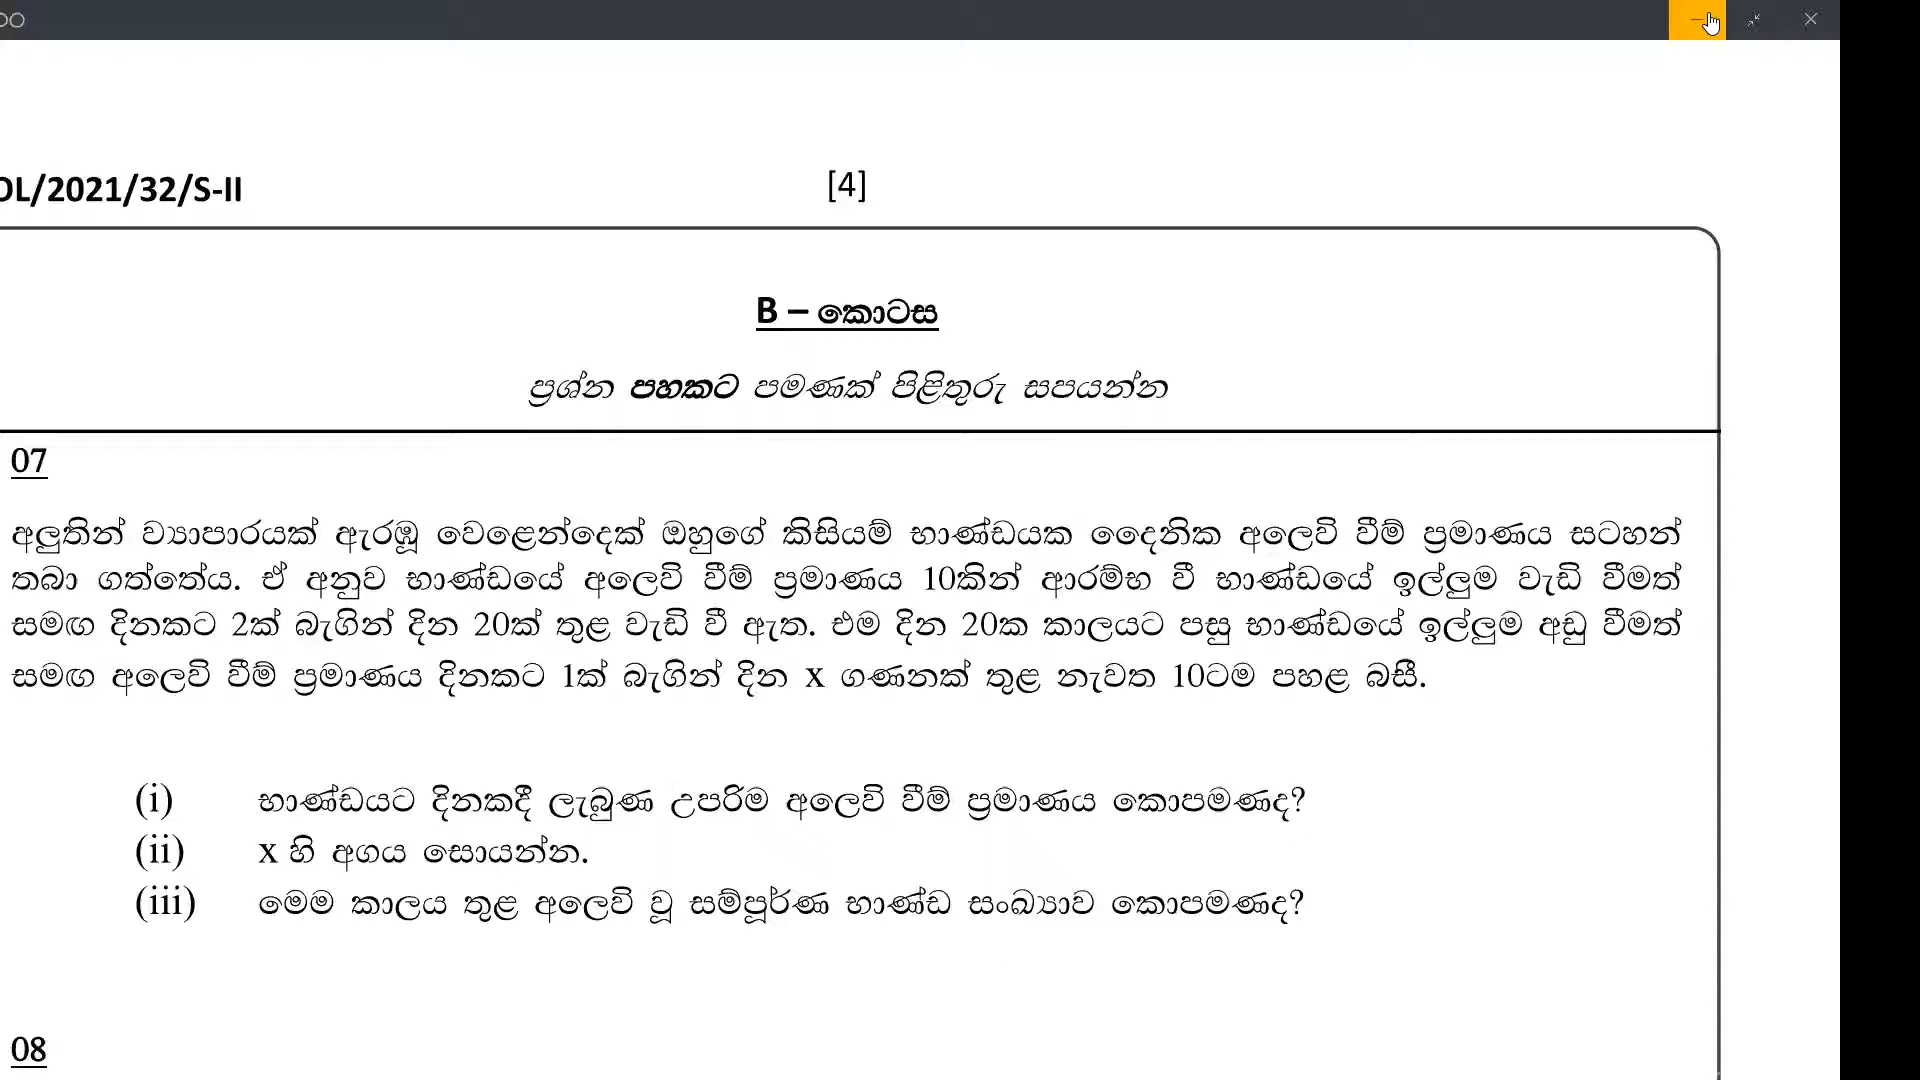 OL/2021/32/S-II
[4]
B – කොටස
ප්‍රශ්න පහකට පමණක් පිළිතුරු සපයන්න
07
අලුතින් ව්‍යාපාරයක් ඇරඹූ වෙළෙන්දෙක් ඔහුගේ කිසියම් භාණ්ඩයක දෛනික අලෙවි වීම් ප්‍රමාණය සටහන්
තබා ගත්තේය. ඒ අනුව භාණ්ඩයේ අලෙවි වීම් ප්‍රමාණය 10කින් ආරම්භ වී භාණ්ඩයේ ඉල්ලුම වැඩි වීමත්
සමඟ දිනකට 2ක් බැගින් දින 20ක් තුළ වැඩි වී ඇත. එම දින 20ක කාලයට පසු භාණ්ඩයේ ඉල්ලුම අඩු වීමත්
සමඟ අලෙවි වීම් ප්‍රමාණය දිනකට 1ක් බැගින් දින x ගණනක් තුළ නැවත 10ටම පහළ බසී.
(i) භාණ්ඩයට දිනකදී ලැබුණ උපරිම අලෙවි වීම් ප්‍රමාණය කොපමණද?
(ii) x හි අගය සොයන්න.
(iii) මෙම කාලය තුළ අලෙවි වූ සම්පූර්ණ භාණ්ඩ සංඛ්‍යාව කොපමණද?
08